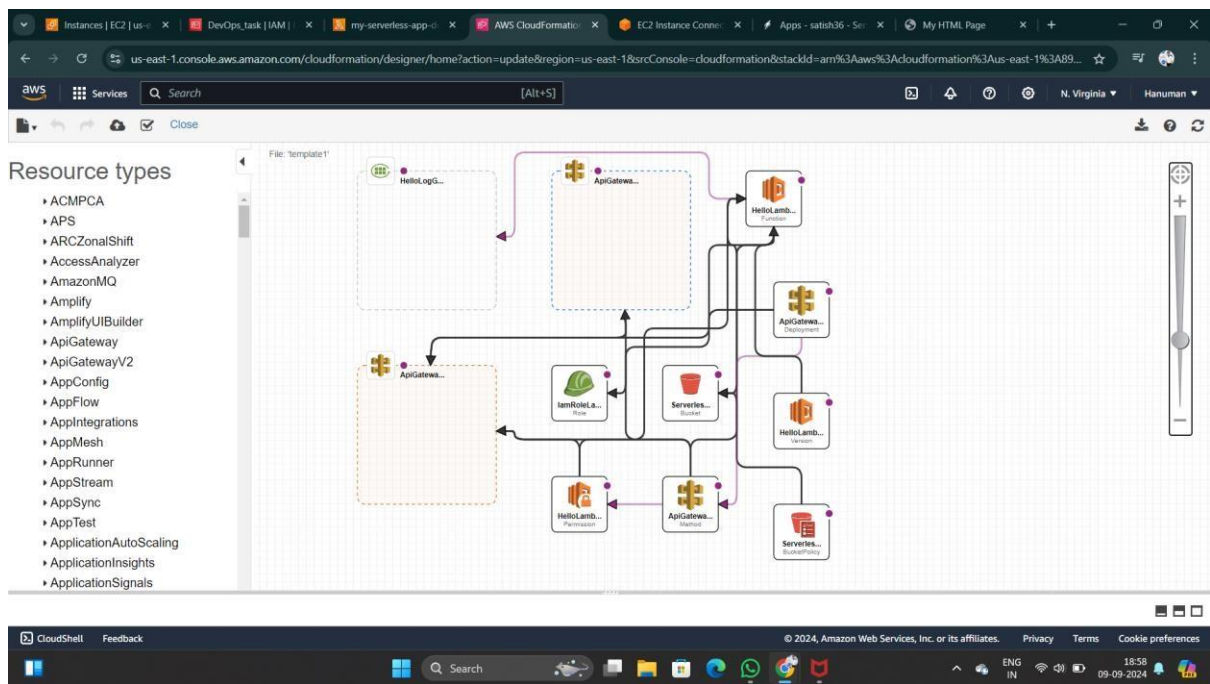 Instances | EC2 | us-e
DevOps_task | IAM |
my-serverless-app-d
AWS CloudFormation
EC2 Instance Connec
Apps - satish36 - Ser
My HTML Page
us-east-1.console.aws.amazon.com/cloudformation/designer/home?action=update&region=us-east-1&srcConsole=cloudformation&stackId=arn%3Aaws%3Acloudformation%3Aus-east-1%3A89...
aws Services Search [Alt+S] N. Virginia Hanuman
Close
Resource types
ACMPCA
APS
ARCZonalShift
AccessAnalyzer
AmazonMQ
Amplify
AmplifyUIBuilder
ApiGateway
ApiGatewayV2
AppConfig
AppFlow
AppIntegrations
AppMesh
AppRunner
AppStream
AppSync
AppTest
ApplicationAutoScaling
ApplicationInsights
ApplicationSignals
File: 'template1'
HelloLogG...
ApiGatewa...
HelloLamb...
Function
ApiGatewa...
Deployment
ApiGatewa...
IamRoleLa...
Role
Serverles...
Bucket
HelloLamb...
Version
HelloLamb...
Permission
ApiGatewa...
Method
Serverles...
BucketPolicy
CloudShell Feedback © 2024, Amazon Web Services, Inc. or its affiliates. Privacy Terms Cookie preferences
Search
ENG
IN
18:58
09-09-2024